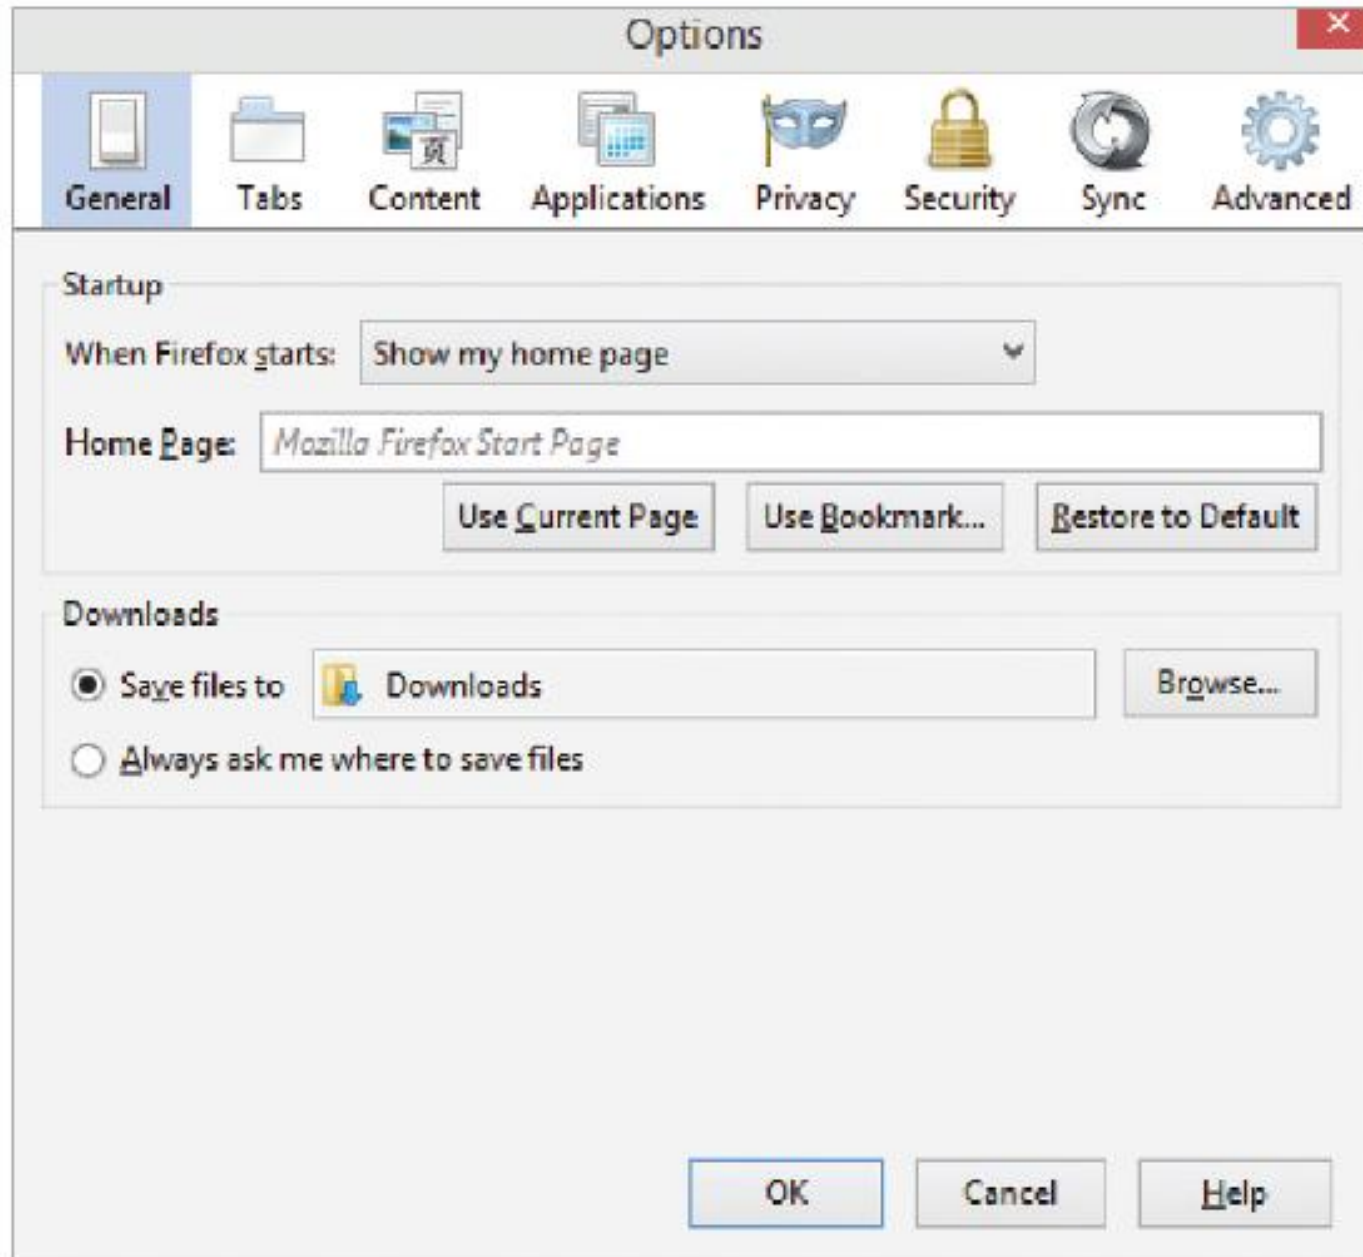 Options
General Tabs Content Applications Privacy Security Sync Advanced
Startup
When Firefox starts: Show my home page
Home Page: Mozilla Firefox Start Page
Use Current Page Use Bookmark... Restore to Default
Downloads
Save files to Downloads Browse...
Always ask me where to save files
OK Cancel Help